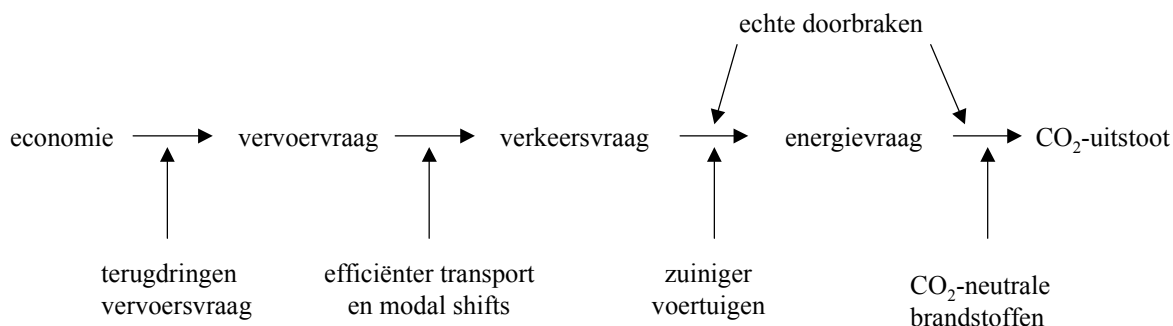 echte doorbraken
economie vervoervraag verkeersvraag energievraag CO₂-uitstoot
terugdringen
vervoersvraag
efficiënter transport
en modal shifts
zuiniger
voertuigen
CO₂-neutrale
brandstoffen